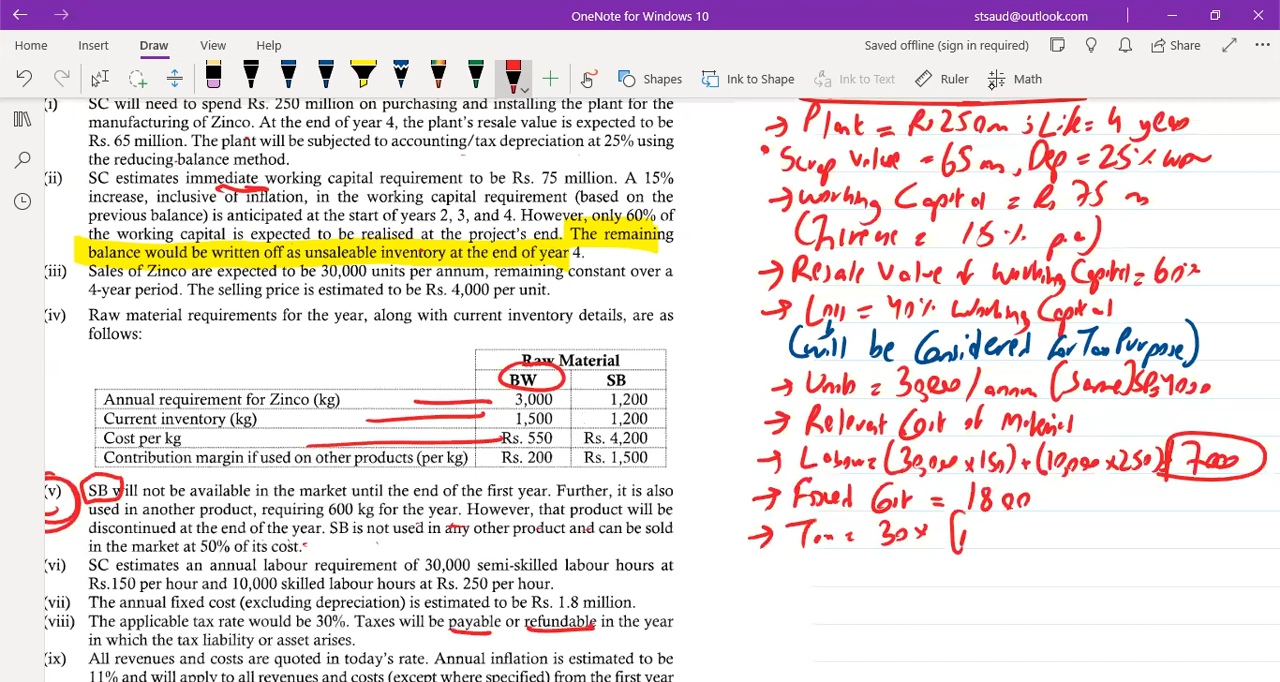 OneNote for Windows 10
stsaud@outlook.com
Home Insert Draw View Help
Saved offline (sign in required)
Share
Shapes
Ink to Shape
Ink to Text
Ruler
Math
(i) SC will need to spend Rs. 250 million on purchasing and installing the plant for the
manufacturing of Zinco. At the end of year 4, the plant's resale value is expected to be
Rs. 65 million. The plant will be subjected to accounting/tax depreciation at 25% using
the reducing-balance method.
(ii) SC estimates immediate working capital requirement to be Rs. 75 million. A 15%
increase, inclusive of inflation, in the working capital requirement (based on the
previous balance) is anticipated at the start of years 2, 3, and 4. However, only 60% of
the working capital is expected to be realised at the project's end. The remaining
balance would be written off as unsaleable inventory at the end of year 4.
(iii) Sales of Zinco are expected to be 30,000 units per annum, remaining constant over a
4-year period. The selling price is estimated to be Rs. 4,000 per unit.
(iv) Raw material requirements for the year, along with current inventory details, are as
follows:
Raw Material
BW SB
Annual requirement for Zinco (kg) 3,000 1,200
Current inventory (kg) 1,500 1,200
Cost per kg Rs. 550 Rs. 4,200
Contribution margin if used on other products (per kg) Rs. 200 Rs. 1,500
(v) SB will not be available in the market until the end of the first year. Further, it is also
used in another product, requiring 600 kg for the year. However, that product will be
discontinued at the end of the year. SB is not used in any other product and can be sold
in the market at 50% of its cost.
(vi) SC estimates an annual labour requirement of 30,000 semi-skilled labour hours at
Rs.150 per hour and 10,000 skilled labour hours at Rs. 250 per hour.
(vii) The annual fixed cost (excluding depreciation) is estimated to be Rs. 1.8 million.
(viii) The applicable tax rate would be 30%. Taxes will be payable or refundable in the year
in which the tax liability or asset arises.
(ix) All revenues and costs are quoted in today's rate. Annual inflation is estimated to be
11% and will apply to all revenues and costs (except where specified) from the first year
→ Plant = Rs 250m ; Life = 4 years
Scrap Value = 65 m, Dep = 25%
→ Working Capital = Rs 75 m
= 15% p.a)
→ Resale Value of Working Capital = 60%
→ Loss = 40% Working Capital
(will be Considered for Tax Purpose)
→ Units = 30,000/annum (Same) SP=4000
→ Relevant Cost of Material
→ Labour = (30,000 x 150) + (10,000 x 250) 7000
→ Fixed Cost = 1800
→ Tax = 30% (